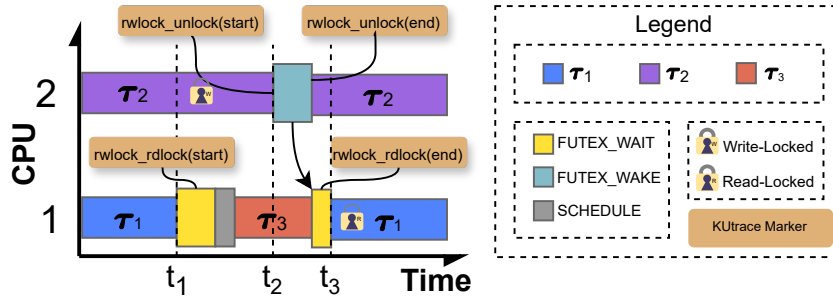 rwlock_unlock(start)
rwlock_unlock(end)
2
τ2
W
τ2
CPU
rwlock_rdlock(start)
rwlock_rdlock(end)
1
τ1
τ3
R
τ1
t1
t2
t3
Time
Legend
τ1
τ2
τ3
FUTEX_WAIT
FUTEX_WAKE
SCHEDULE
W
Write-Locked
R
Read-Locked
KUtrace Marker